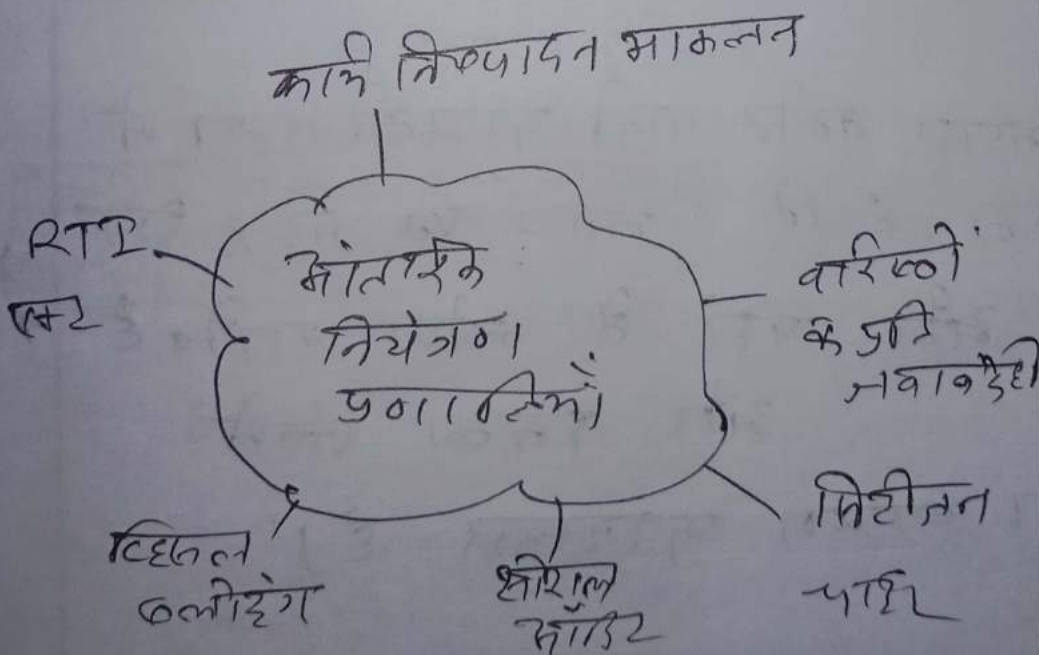 कार्य निष्पादन आकलन
RTI
एक्ट
आंतरिक
नियंत्रण
प्रणालियाँ
वरिष्ठों
के प्रति
जवाबदेही
सिटीजन
चार्टर
सोशल
ऑडिट
व्हिसल
ब्लोइंग